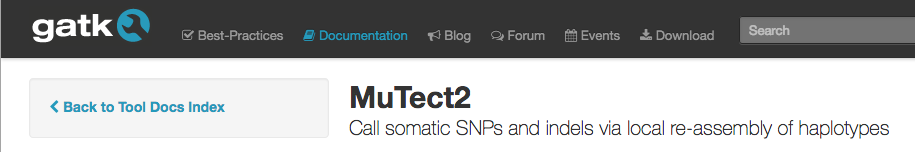 gatk
Best-Practices Documentation Blog Forum Events Download Search
Back to Tool Docs Index
MuTect2
Call somatic SNPs and indels via local re-assembly of haplotypes